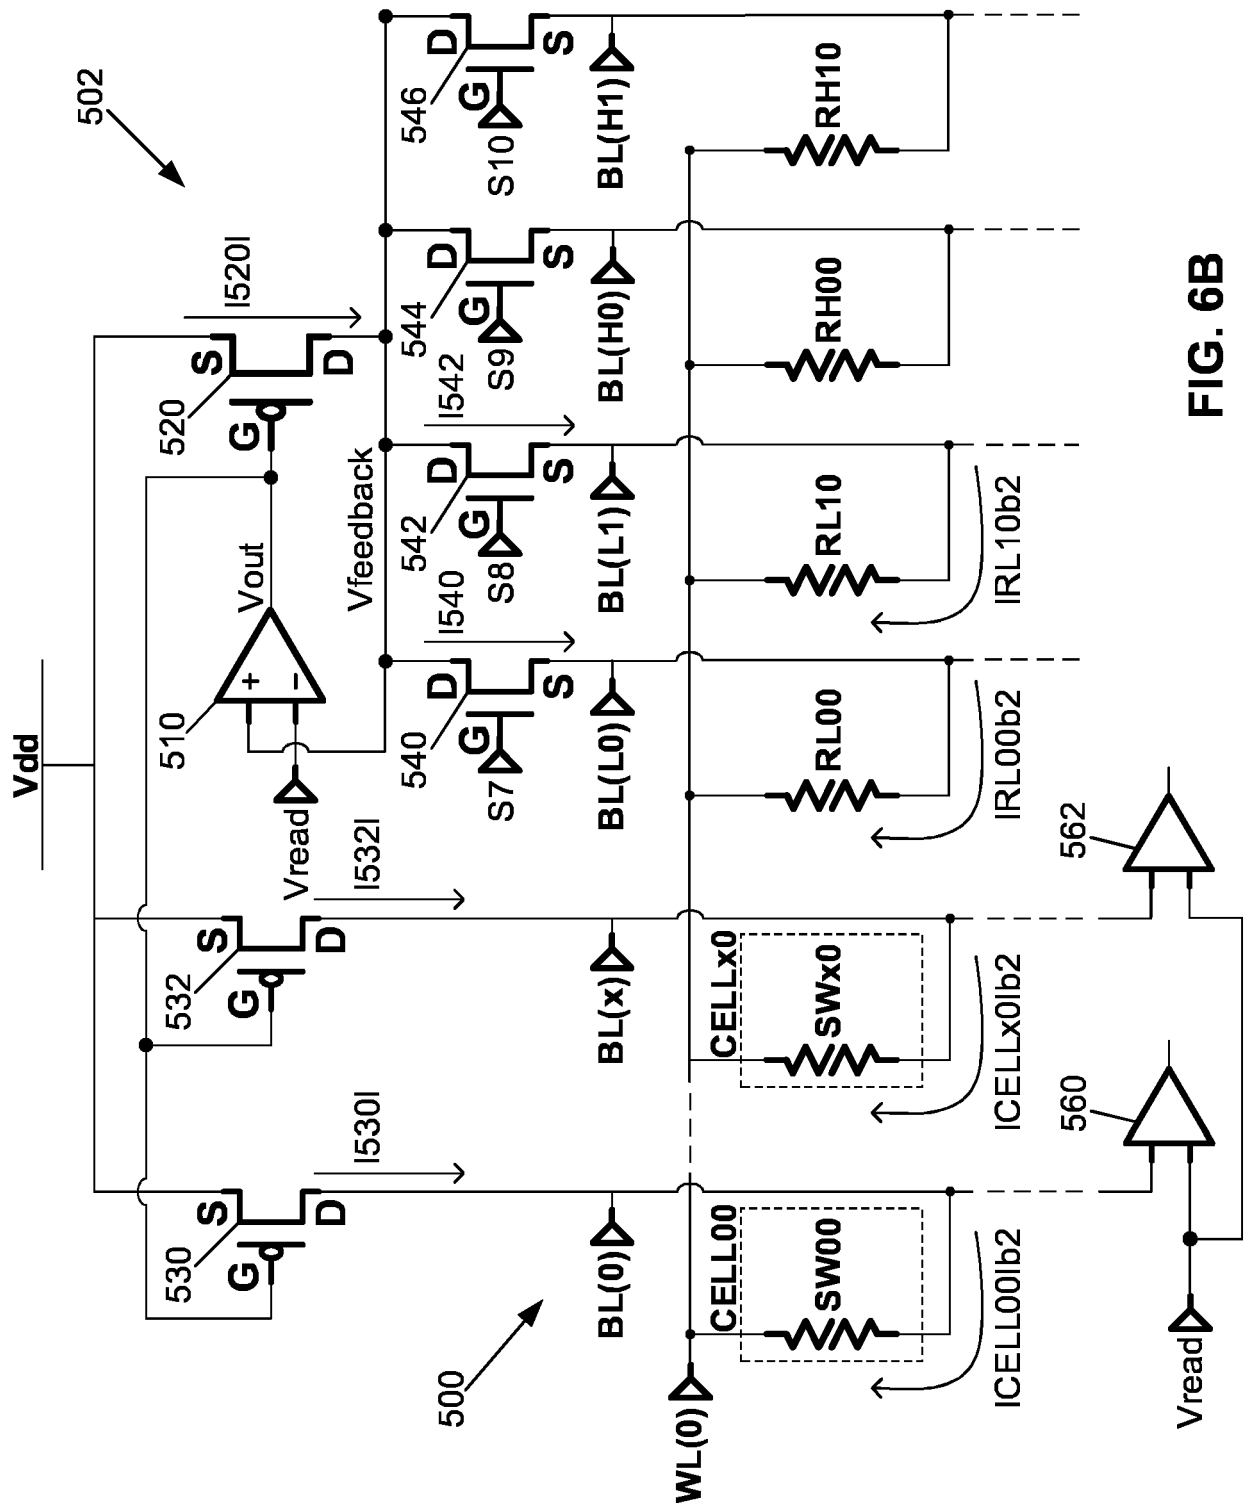 Vdd
502
S
G
D
530
S
G
D
532
510
+
−
Vout
Vread
S
G
D
520
I520I
I530I
I532I
Vfeedback
I540
I542
D
G
S
540
S7
D
G
S
542
S8
D
G
S
544
S9
D
G
S
546
S10
500
BL(0)
BL(x)
BL(L0)
BL(L1)
BL(H0)
BL(H1)
WL(0)
CELL00
SW00
CELLx0
SWx0
RL00
RL10
RH00
RH10
ICELL00Ib2
ICELLx0Ib2
IRL00b2
IRL10b2
560
562
Vread
FIG. 6B